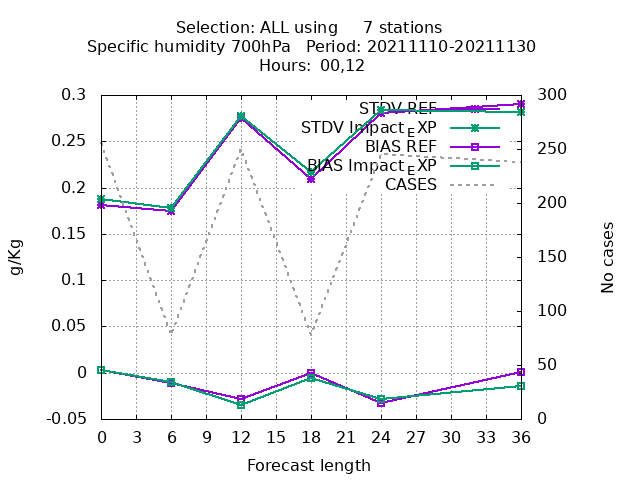 Selection: ALL using 7 stations
Specific humidity 700hPa Period: 20211110-20211130
Hours: 00,12
STDV REF
STDV Impact_EXP
BIAS REF
BIAS Impact_EXP
CASES
0.3
0.25
0.2
0.15
0.1
0.05
0
-0.05
g/Kg
300
250
200
150
100
50
0
No cases
0 3 6 9 12 15 18 21 24 27 30 33 36
Forecast length